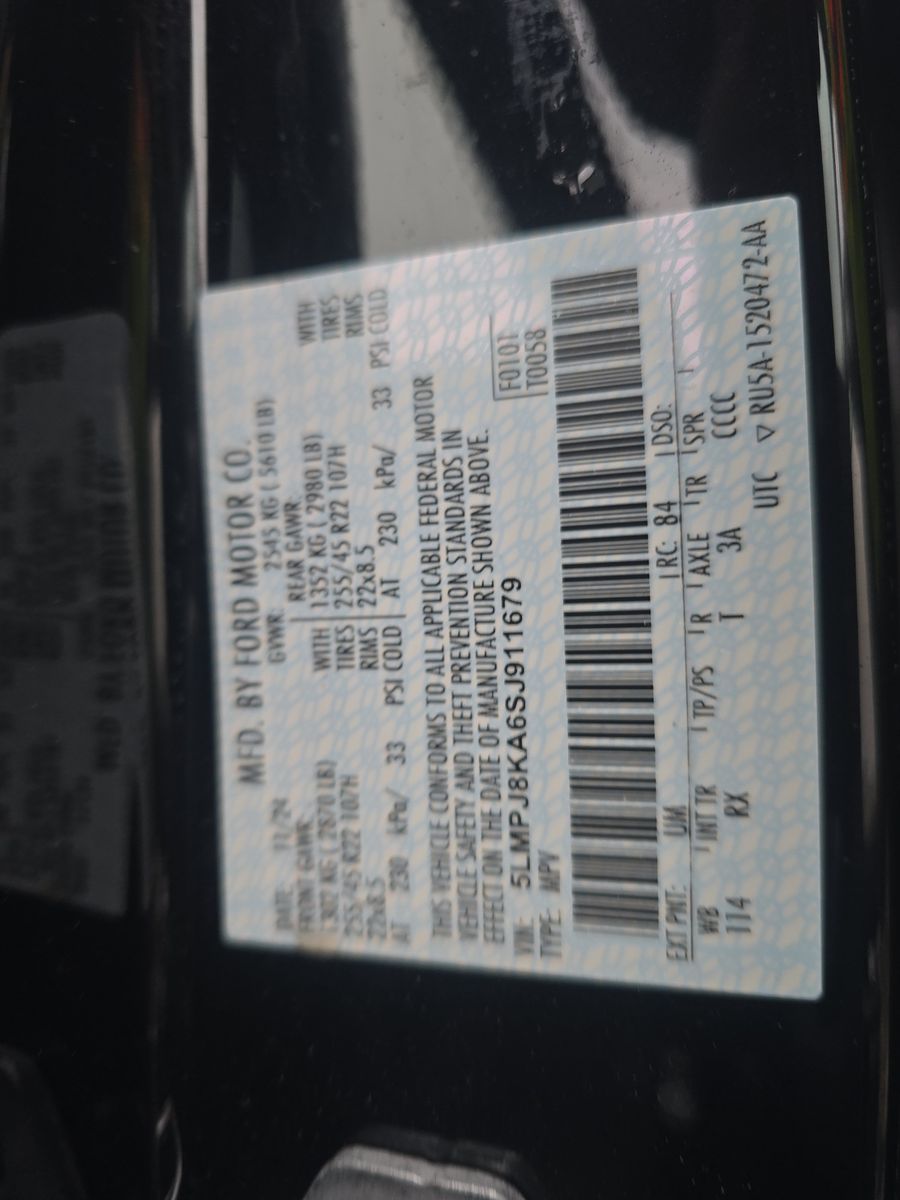 MFD. BY FORD MOTOR CO.
DATE: 11/24 GVWR: 2545 KG ( 5610 LB)
FRONT GAWR: REAR GAWR:
1302 KG ( 2870 LB) WITH 1352 KG ( 2980 LB) WITH
255/45 R22 107H TIRES 255/45 R22 107H TIRES
22x8.5 RIMS 22x8.5 RIMS
AT 230 kPa/ 33 PSI COLD AT 230 kPa/ 33 PSI COLD
THIS VEHICLE CONFORMS TO ALL APPLICABLE FEDERAL MOTOR
VEHICLE SAFETY AND THEFT PREVENTION STANDARDS IN
EFFECT ON THE DATE OF MANUFACTURE SHOWN ABOVE.
VIN: 5LMPJ8KA6SJ911679 F0101
TYPE: MPV T0058
EXT PNT: UM RC: 84 DSO:
WB INT TR TP/PS R AXLE TR SPR
114 RX T 3A CCCC
UTC ▽ RU5A-1520472-AA